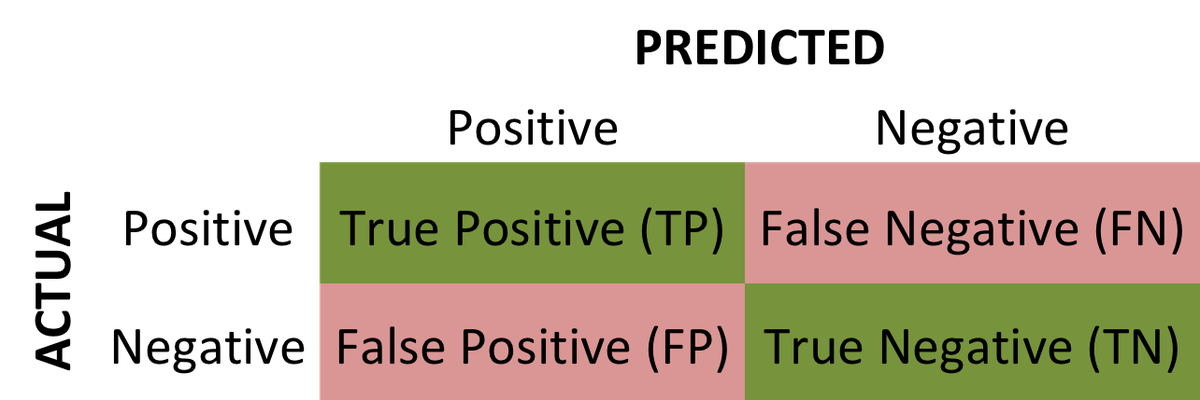 PREDICTED
Positive Negative
ACTUAL
Positive True Positive (TP) False Negative (FN)
Negative False Positive (FP) True Negative (TN)